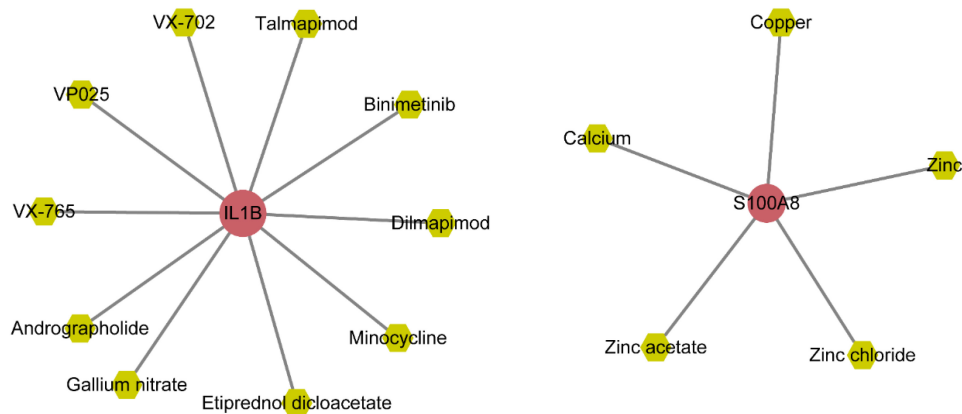 VX-702
Talmapimod
VP025
Binimetinib
VX-765
IL1B
Dilmapimod
Andrographolide
Minocycline
Gallium nitrate
Etiprednol dicloacetate
Copper
Calcium
Zinc
S100A8
Zinc acetate
Zinc chloride